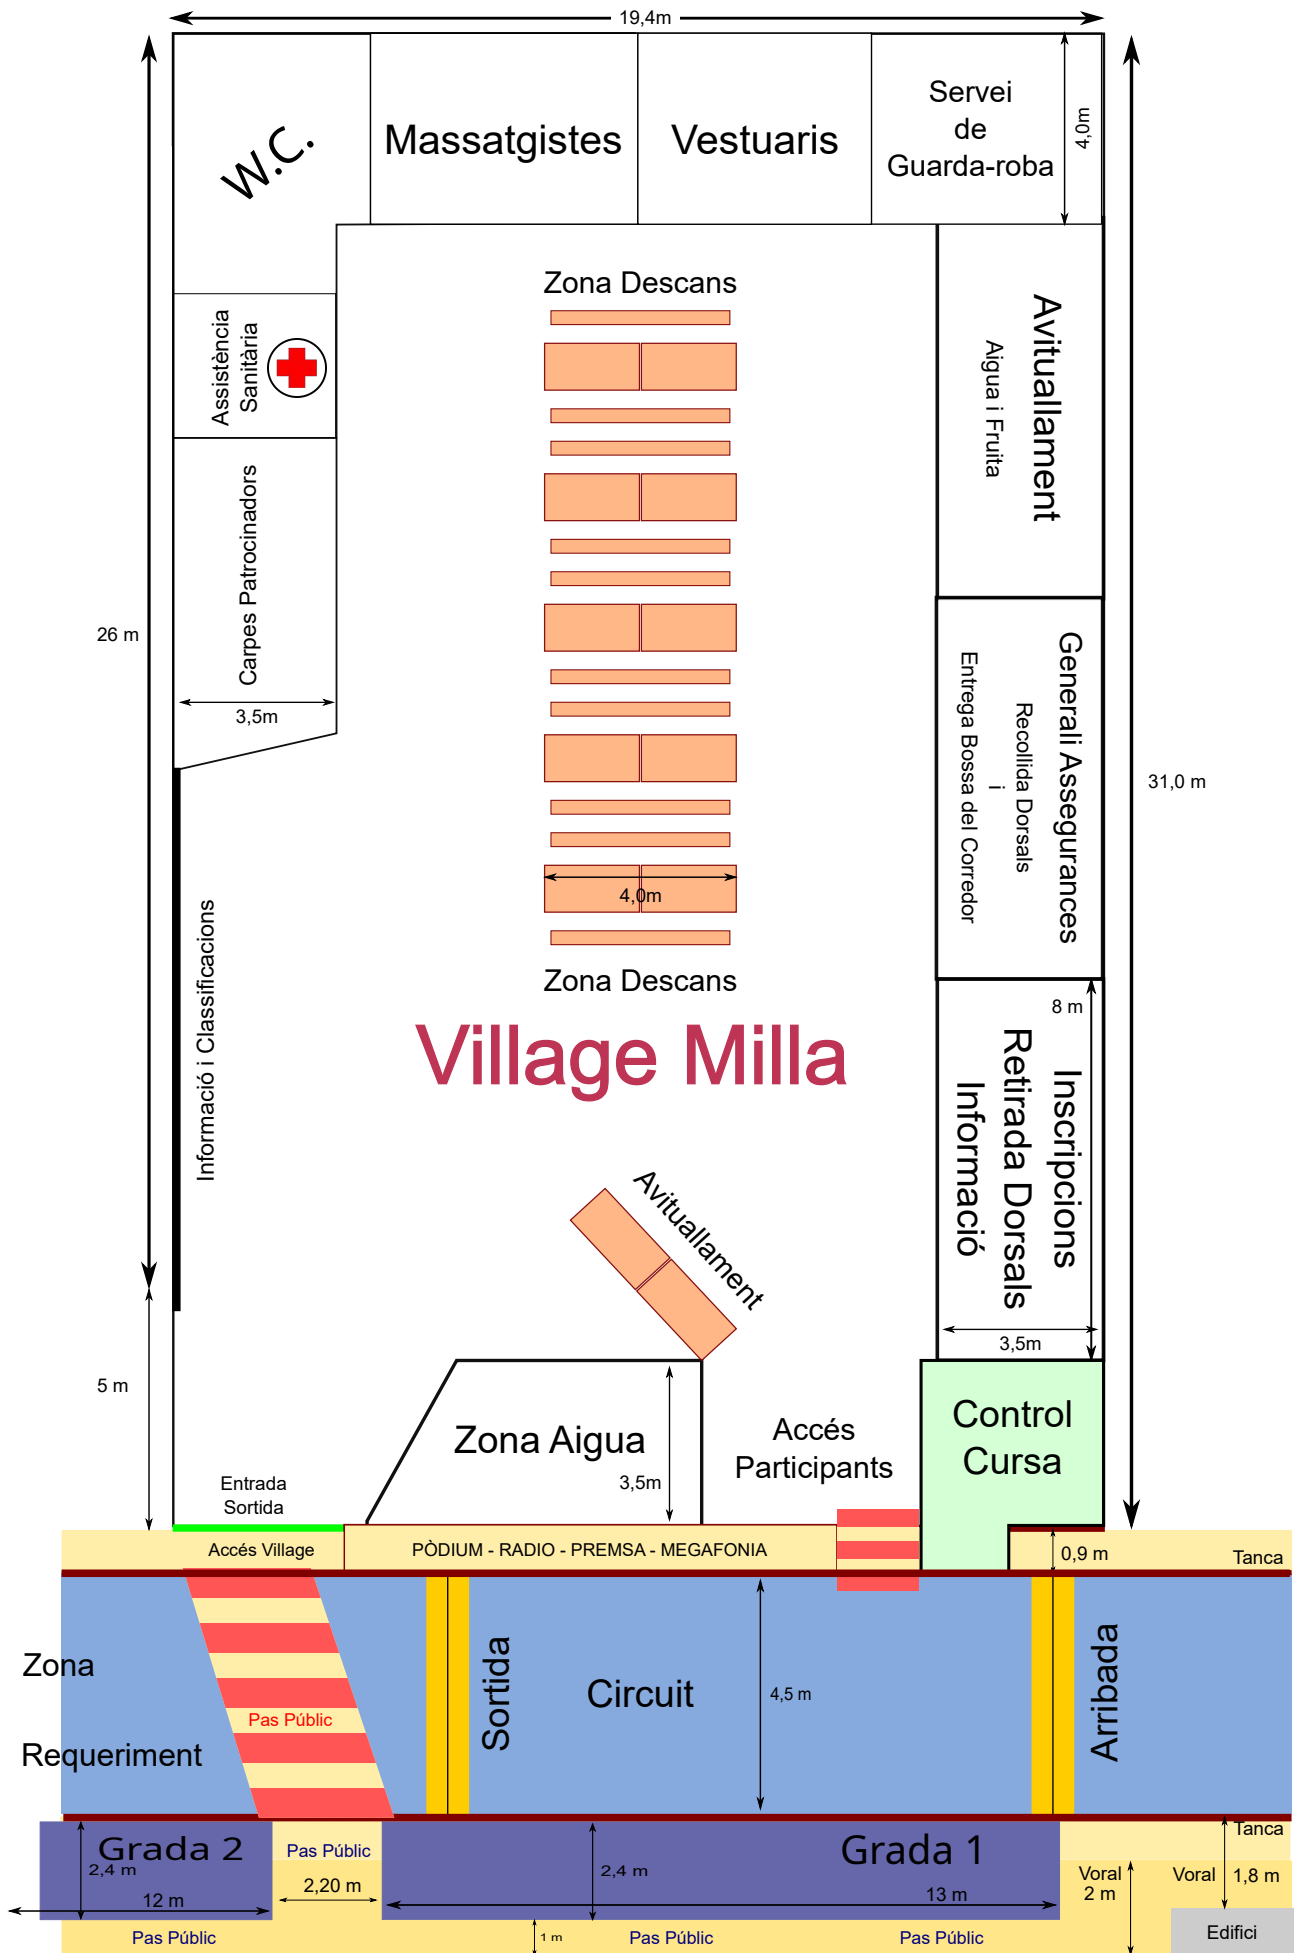 19,4m
W.C.
Massatgistes
Vestuaris
Servei
de
Guarda-roba
4,0m
Zona Descans
Assistència
Sanitària
Avituallament
Aigua i Fruita
Carpes Patrocinadors
3,5m
26 m
Generali Assegurances
Recollida Dorsals
i
Entrega Bossa del Corredor
31,0 m
4,0m
Zona Descans
Informació i Classificacions
Village Milla
8 m
Inscripcions
Retirada Dorsals
Informació
3,5m
Avituallament
5 m
Zona Aigua
3,5m
Accés
Participants
Control
Cursa
Entrada
Sortida
Accés Village
PÒDIUM - RADIO - PREMSA - MEGAFONIA
0,9 m
Tanca
Zona
Requeriment
Pas Públic
Sortida
Circuit
4,5 m
Arribada
Grada 2
2,4 m
12 m
Pas Públic
2,20 m
2,4 m
Grada 1
13 m
Tanca
Voral
2 m
Voral
1,8 m
Edifici
Pas Públic
1 m
Pas Públic
Pas Públic